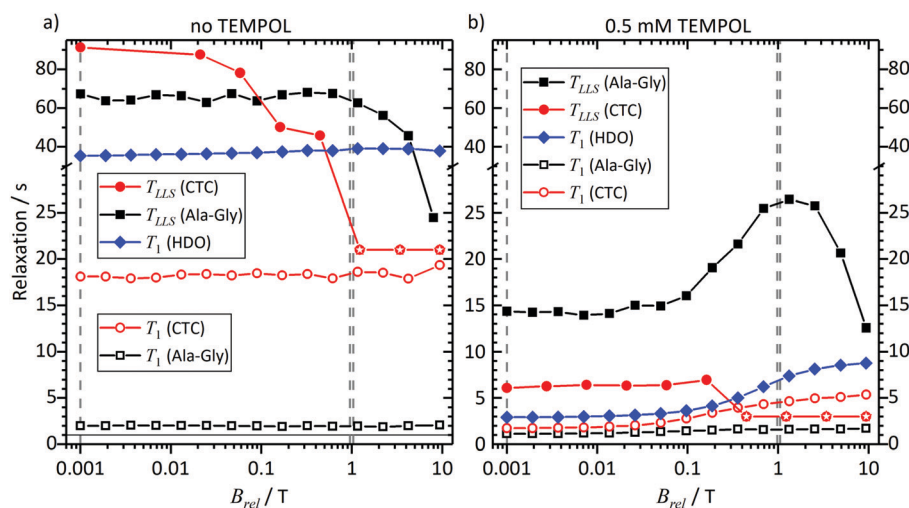 a) no TEMPOL
b) 0.5 mM TEMPOL
Relaxation / s
80
60
40
25
20
15
10
5
0
T_LLS (CTC)
T_LLS (Ala-Gly)
T_1 (HDO)
T_1 (CTC)
T_1 (Ala-Gly)
0.001 0.01 0.1 1 10
B_rel / T
T_LLS (Ala-Gly)
T_LLS (CTC)
T_1 (HDO)
T_1 (Ala-Gly)
T_1 (CTC)
80
60
40
25
20
15
10
5
0
0.001 0.01 0.1 1 10
B_rel / T